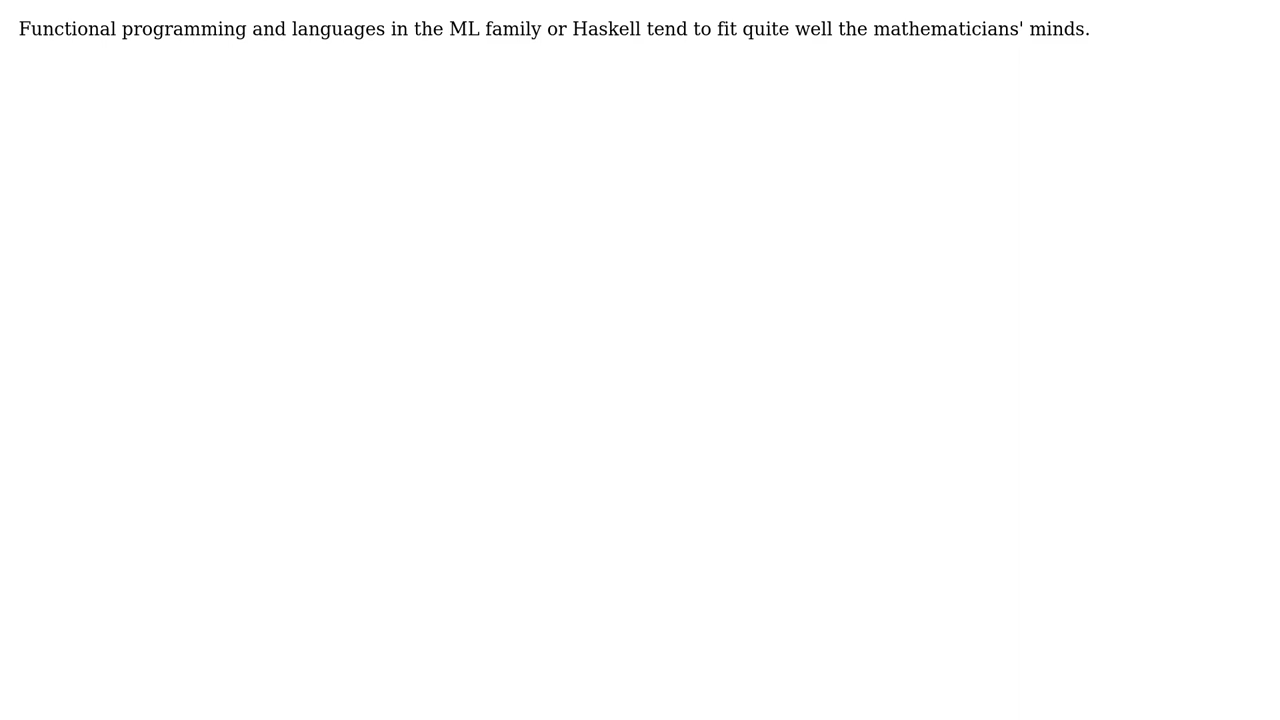 Functional programming and languages in the ML family or Haskell tend to fit quite well the mathematicians' minds.